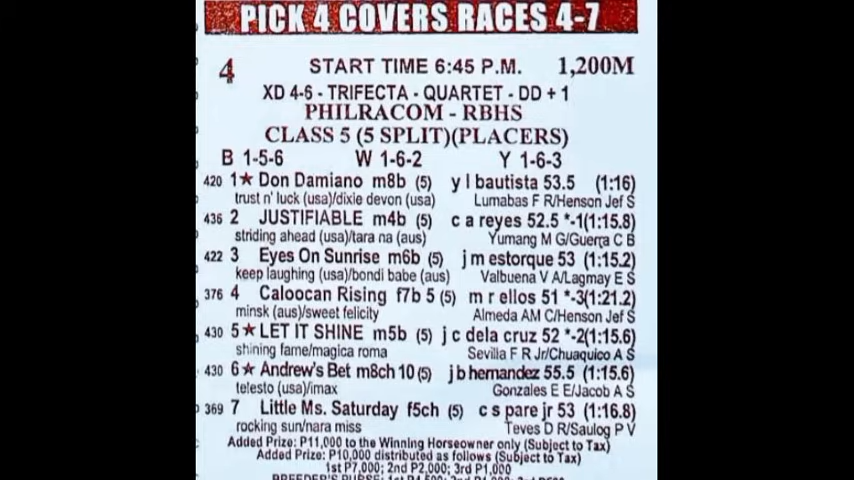 PICK 4 COVERS RACES 4-7
4 START TIME 6:45 P.M. 1,200M
XD 4-6 - TRIFECTA - QUARTET - DD + 1
PHILRACOM - RBHS
CLASS 5 (5 SPLIT)(PLACERS)
B 1-5-6 W 1-6-2 Y 1-6-3
420 1★ Don Damiano m8b (5) y l bautista 53.5 (1:16)
trust n' luck (usa)/dixie devon (usa) Lumabas F R/Henson Jef S
436 2 JUSTIFIABLE m4b (5) c a reyes 52.5 *-1(1:15.8)
striding ahead (usa)/tara na (aus) Yumang M G/Guerra C B
422 3 Eyes On Sunrise m6b (5) j m estorque 53 (1:15.2)
keep laughing (usa)/bondi babe (aus) Valbuena V A/Lagmay E S
376 4 Caloocan Rising f7b 5 (5) m r ellos 51 *-3(1:21.2)
minsk (aus)/sweet felicity Almeda AM C/Henson Jef S
430 5★ LET IT SHINE m5b (5) j c dela cruz 52 *-2(1:15.6)
shining fame/magica roma Sevilla F R Jr/Chuaquico A S
430 6★ Andrew's Bet m8ch 10 (5) j b hernandez 55.5 (1:15.6)
telesto (usa)/imax Gonzales E E/Jacob A S
369 7 Little Ms. Saturday f5ch (5) c s pare jr 53 (1:16.8)
rocking sun/nara miss Teves D R/Saulog P V
Added Prize: P11,000 to the Winning Horseowner only (Subject to Tax)
Added Prize: P10,000 distributed as follows (Subject to Tax)
1st P7,000; 2nd P2,000; 3rd P1,000
BREEDER'S PURSE: 1st